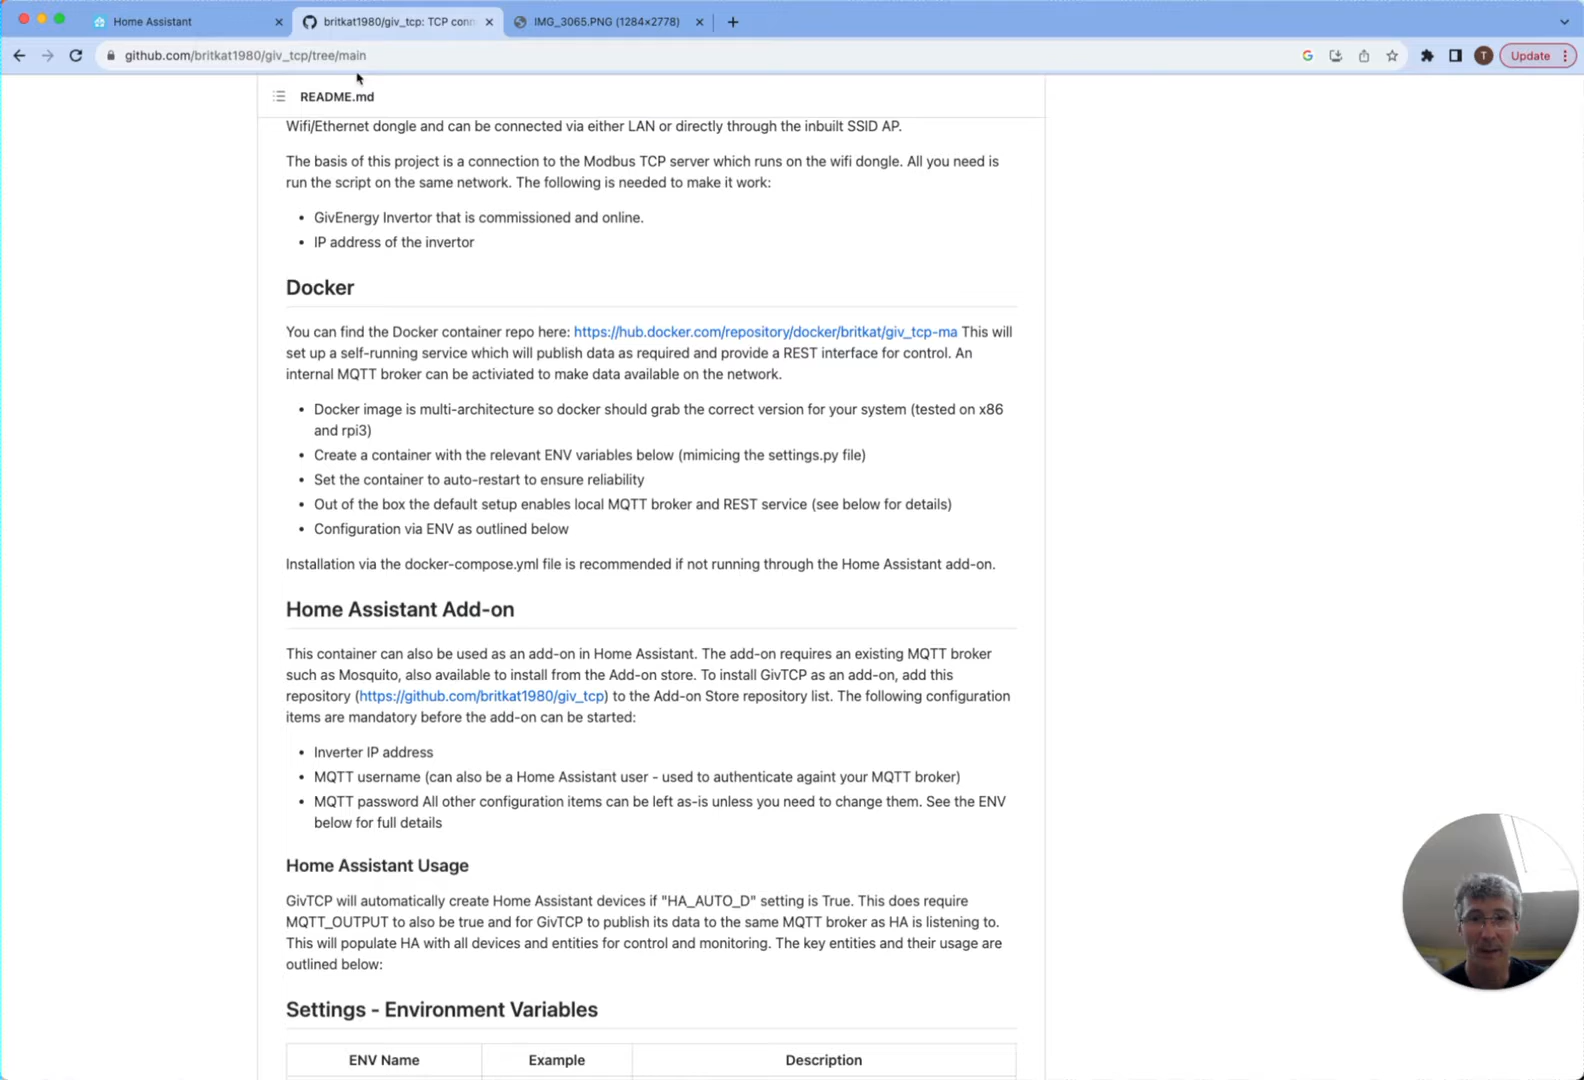 Home Assistant
britkat1980/giv_tcp: TCP conn
IMG_3065.PNG (1284×2778)
github.com/britkat1980/giv_tcp/tree/main
G
T
Update
README.md
Wifi/Ethernet dongle and can be connected via either LAN or directly through the inbuilt SSID AP.
The basis of this project is a connection to the Modbus TCP server which runs on the wifi dongle. All you need is
run the script on the same network. The following is needed to make it work:
• GivEnergy Invertor that is commissioned and online.
• IP address of the invertor
Docker
You can find the Docker container repo here: https://hub.docker.com/repository/docker/britkat/giv_tcp-ma This will
set up a self-running service which will publish data as required and provide a REST interface for control. An
internal MQTT broker can be activiated to make data available on the network.
• Docker image is multi-architecture so docker should grab the correct version for your system (tested on x86
and rpi3)
• Create a container with the relevant ENV variables below (mimicing the settings.py file)
• Set the container to auto-restart to ensure reliability
• Out of the box the default setup enables local MQTT broker and REST service (see below for details)
• Configuration via ENV as outlined below
Installation via the docker-compose.yml file is recommended if not running through the Home Assistant add-on.
Home Assistant Add-on
This container can also be used as an add-on in Home Assistant. The add-on requires an existing MQTT broker
such as Mosquito, also available to install from the Add-on store. To install GivTCP as an add-on, add this
repository (https://github.com/britkat1980/giv_tcp) to the Add-on Store repository list. The following configuration
items are mandatory before the add-on can be started:
• Inverter IP address
• MQTT username (can also be a Home Assistant user - used to authenticate againt your MQTT broker)
• MQTT password All other configuration items can be left as-is unless you need to change them. See the ENV
below for full details
Home Assistant Usage
GivTCP will automatically create Home Assistant devices if "HA_AUTO_D" setting is True. This does require
MQTT_OUTPUT to also be true and for GivTCP to publish its data to the same MQTT broker as HA is listening to.
This will populate HA with all devices and entities for control and monitoring. The key entities and their usage are
outlined below:
Settings - Environment Variables
ENV Name Example Description